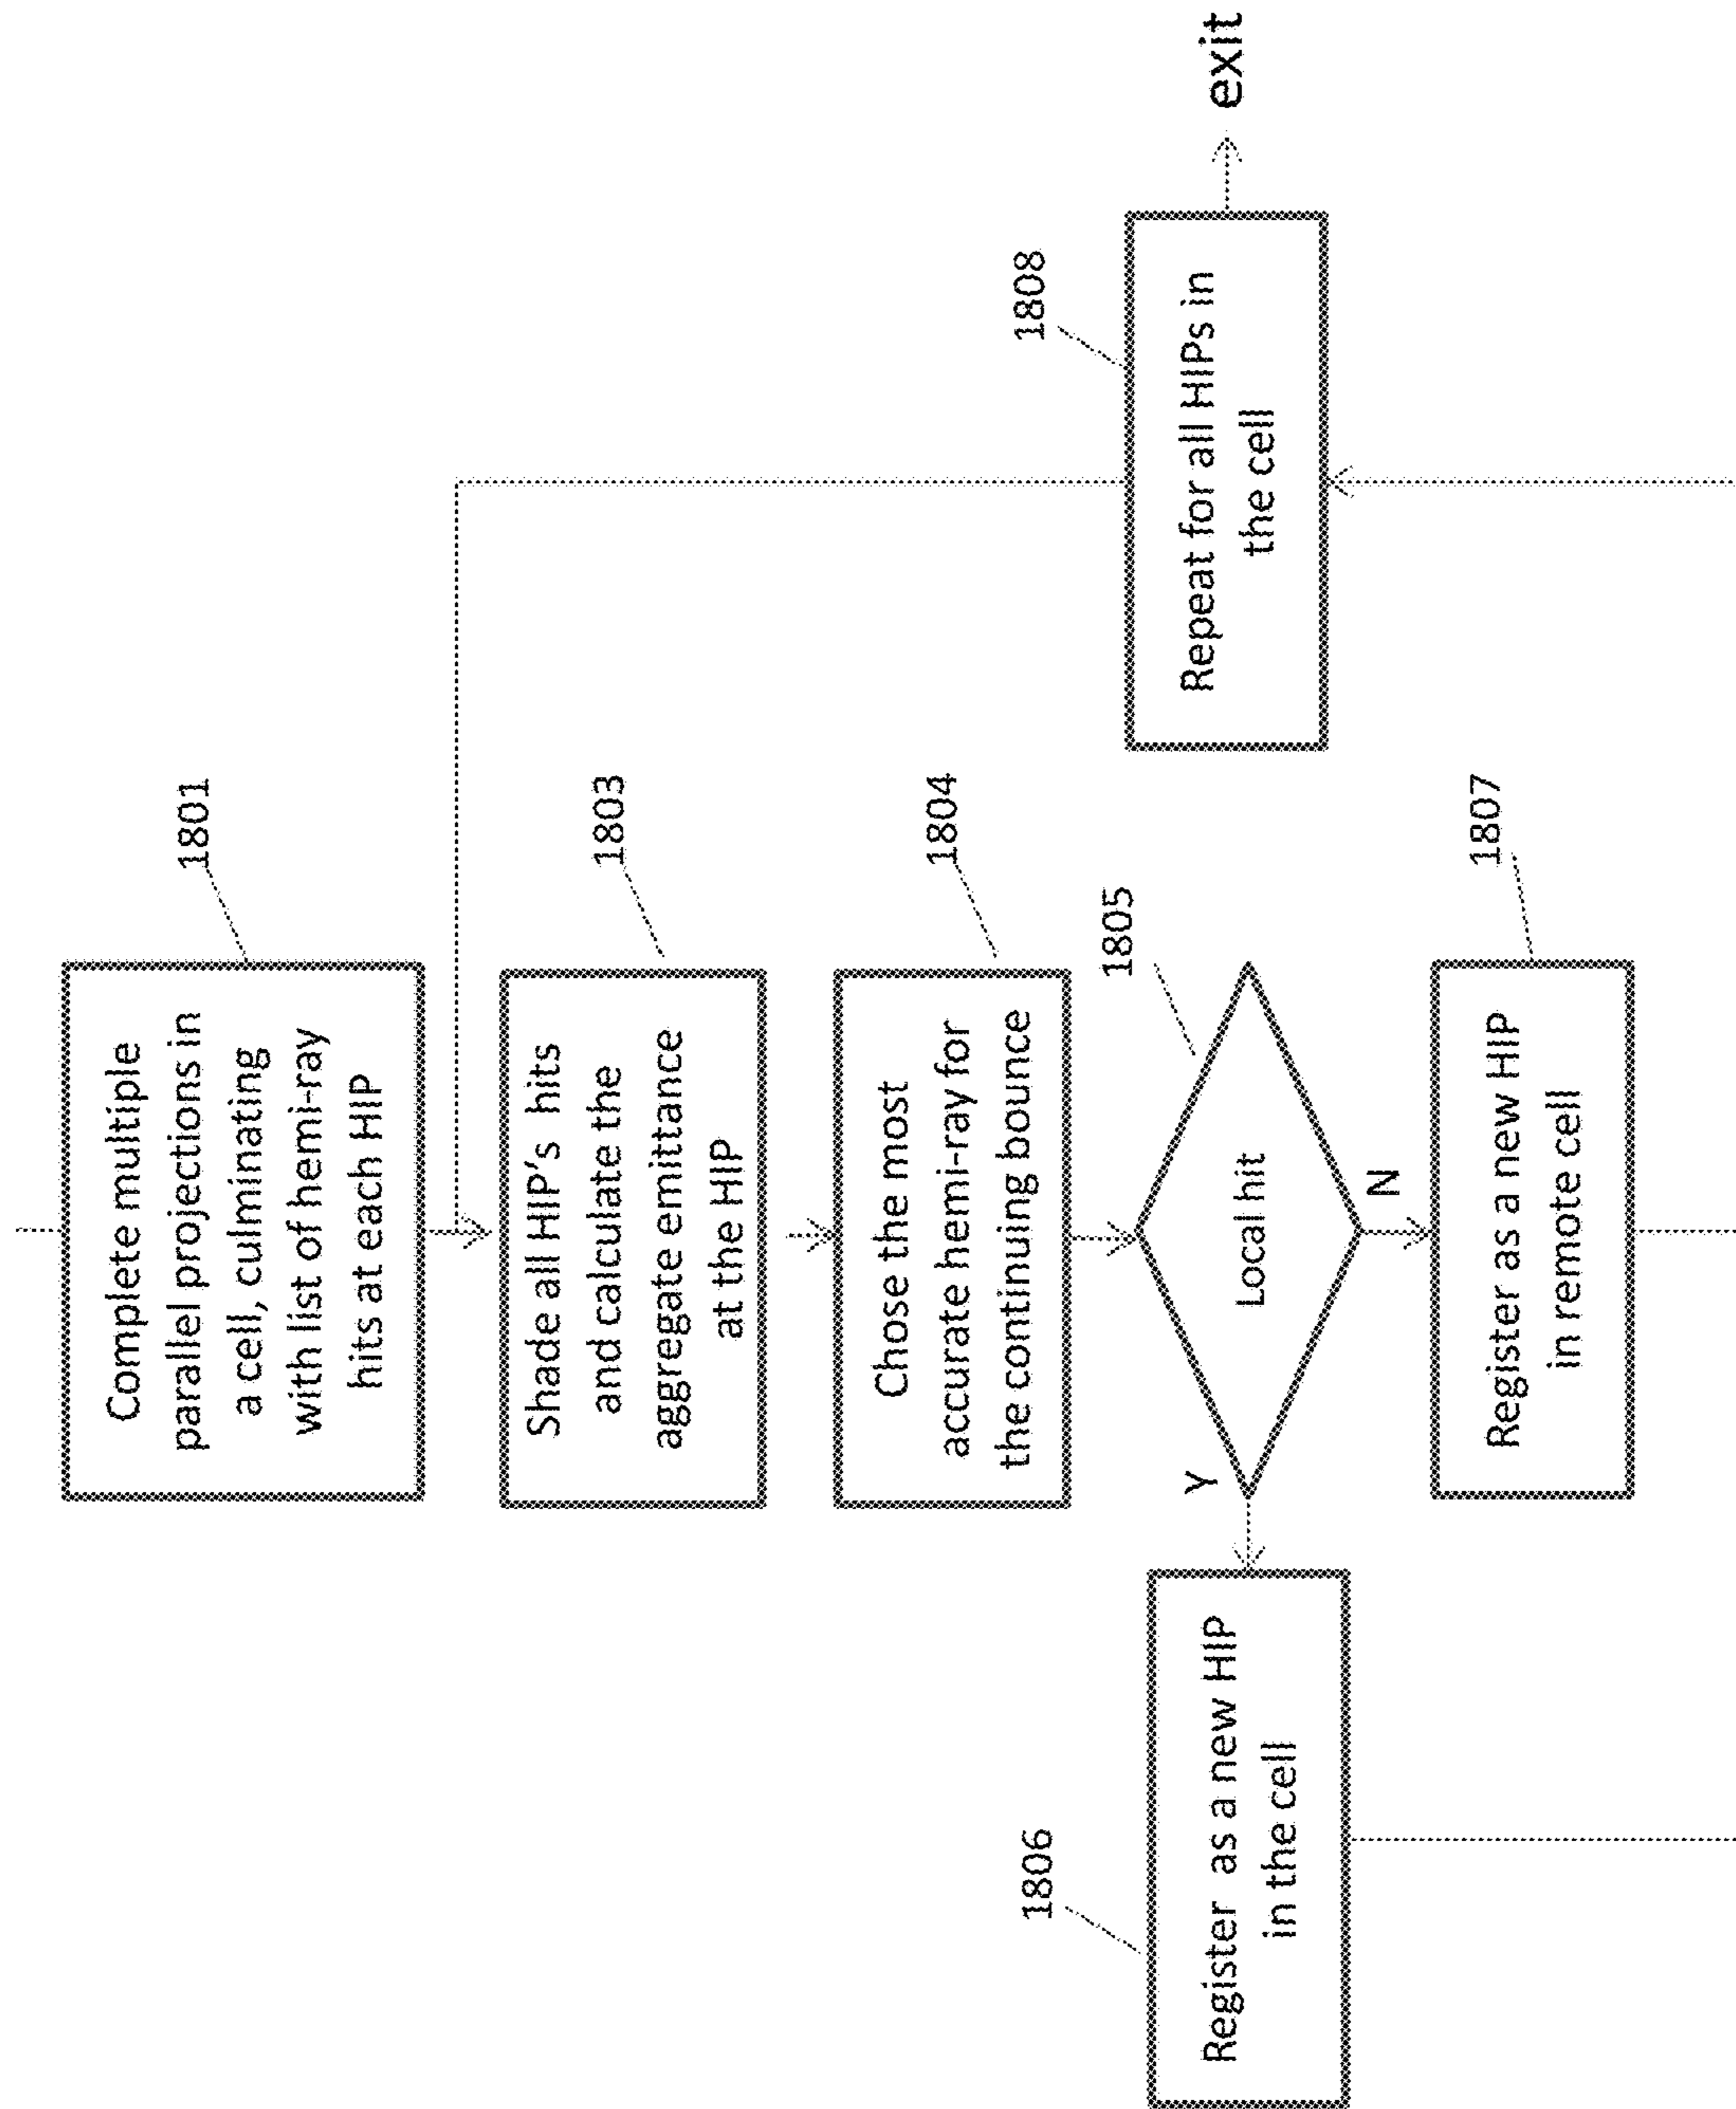 1801
Complete multiple
parallel projections in
a cell, culminating
with list of hemi-ray
hits at each HIP
1803
Shade all HIP's hits
and calculate the
aggregate emittance
at the HIP
1804
Chose the most
accurate hemi-ray for
the continuing bounce
1805
Local hit
Y
N
1806
Register as a new HIP
in the cell
1807
Register as a new HIP
in remote cell
1808
Repeat for all HIPs in
the cell
exit